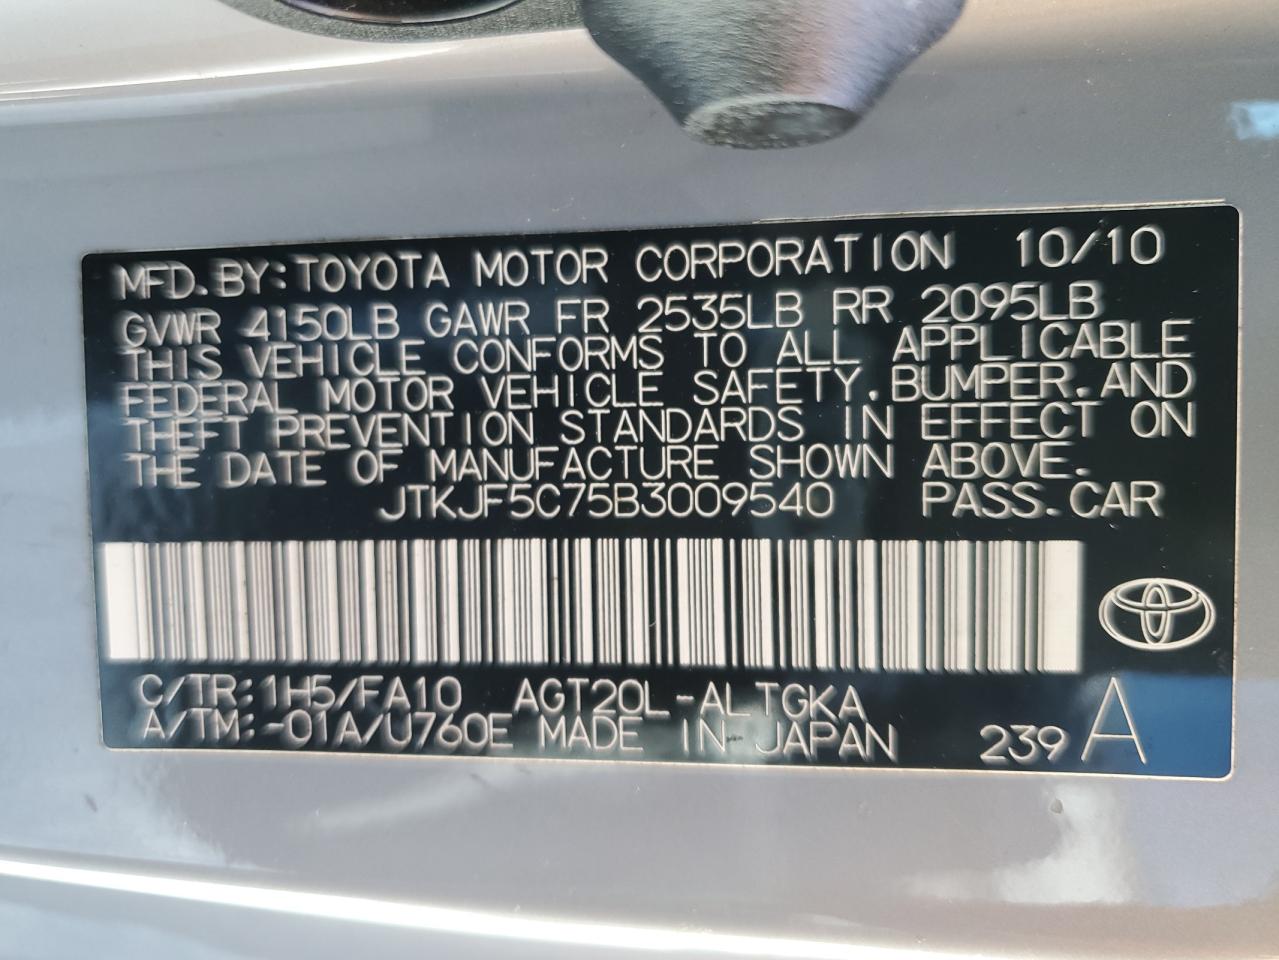 MFD.BY:TOYOTA MOTOR CORPORATION 10/10
GVWR 4150LB GAWR FR 2535LB RR 2095LB
THIS VEHICLE CONFORMS TO ALL APPLICABLE
FEDERAL MOTOR VEHICLE SAFETY.BUMPER.AND
THEFT PREVENTION STANDARDS IN EFFECT ON
THE DATE OF MANUFACTURE SHOWN ABOVE.
JTKJF5C75B3009540 PASS.CAR
C/TR:1H5/FA10 AGT20L-ALTGKA
A/TM:-01A/U760E MADE IN JAPAN 239 A